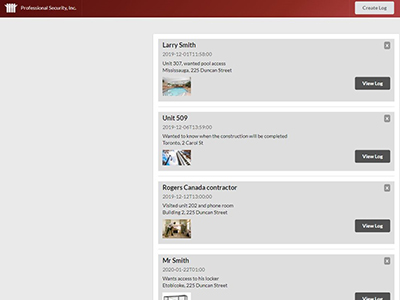 Professional Security, Inc.
Create Log
Larry Smith
X
2019-12-01T11:58:00
Unit 307, wanted pool access
Mississauga, 225 Duncan Street
View Log
Unit 509
X
2019-12-06T13:59:00
Wanted to know when the construction will be completed
Toronto, 2 Carol St
View Log
Rogers Canada contractor
X
2019-12-12T13:00:00
Visited unit 202 and phone room
Building 2, 225 Duncan Street
View Log
Mr Smith
X
2020-01-22T01:00
Wants access to his locker
Etobicoke, 225 Duncan Street
View Log